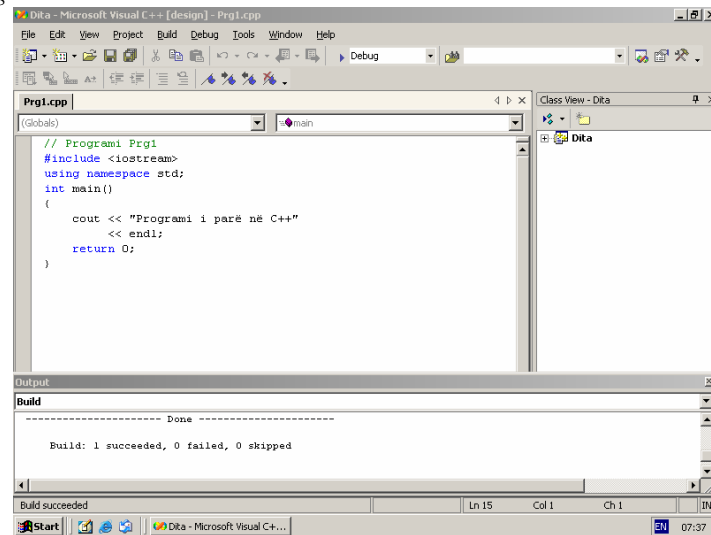 Dita - Microsoft Visual C++ [design] - Prg1.cpp
File Edit View Project Build Debug Tools Window Help
Debug
Prg1.cpp
Class View - Dita
(Globals)
main
Dita
// Programi Prg1
#include <iostream>
using namespace std;
int main()
{
cout << "Programi i parë në C++"
<< endl;
return 0;
}
Output
Build
---------------------- Done ----------------------
Build: 1 succeeded, 0 failed, 0 skipped
Build succeeded
Ln 15 Col 1 Ch 1
Start
Dita - Microsoft Visual C+...
EN 07:37